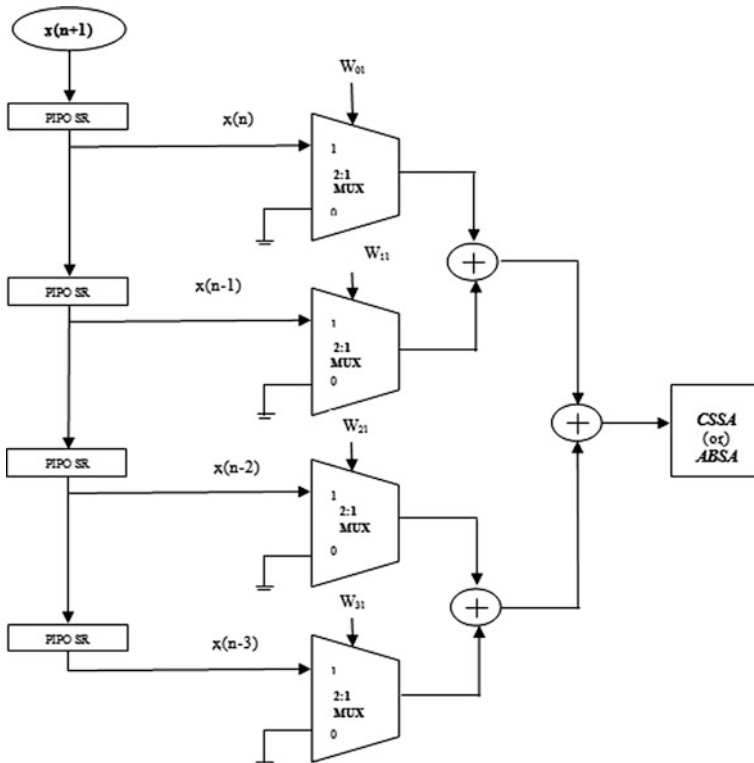 x(n+1)
PIPO SR
x(n)
W₀₁
1
2:1
MUX
0
PIPO SR
x(n-1)
W₁₁
1
2:1
MUX
0
CSSA
(or)
ABSA
PIPO SR
x(n-2)
W₂₁
1
2:1
MUX
0
PIPO SR
x(n-3)
W₃₁
1
2:1
MUX
0